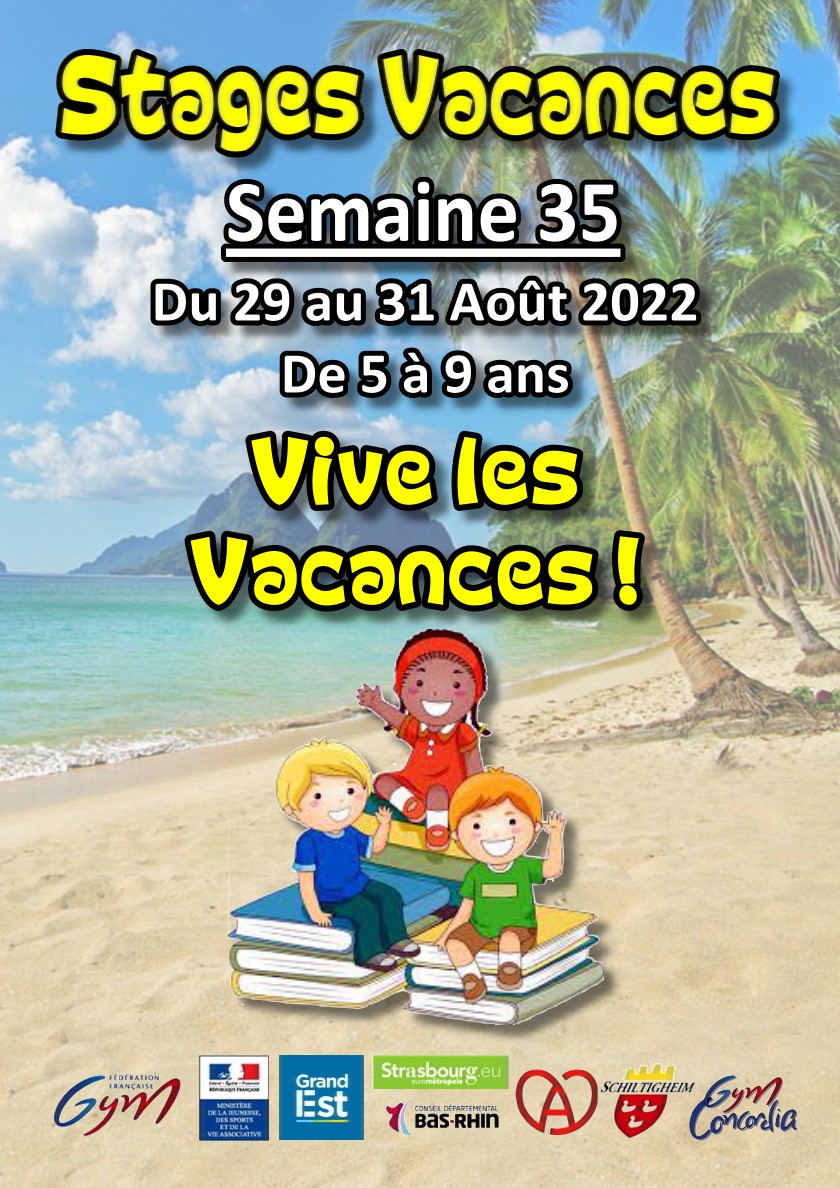 Stages Vacances
Semaine 35
Du 29 au 31 Août 2022
De 5 à 9 ans
Vive les
Vacances !
FÉDÉRATION
FRANÇAISE
Gym
Liberté • Égalité • Fraternité
RÉPUBLIQUE FRANÇAISE
MINISTÈRE
DE LA JEUNESSE,
DES SPORTS
ET DE LA
VIE ASSOCIATIVE
Grand
Est
Strasbourg.eu
eurométropole
CONSEIL DÉPARTEMENTAL
BAS-RHIN
A
SCHILTIGHEIM
Gym
Concordia